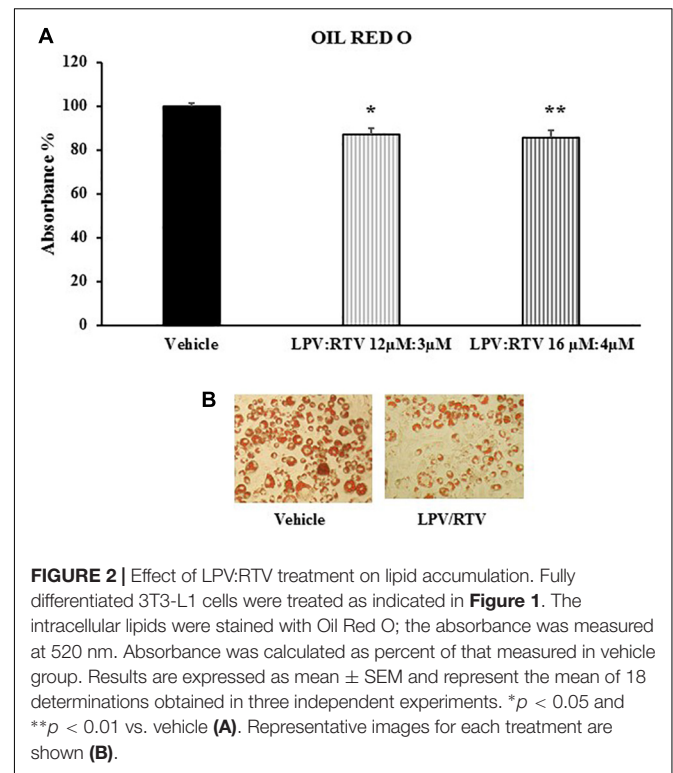 A
OIL RED O
120
100
80
60
40
20
0
Absorbance %
*
**
Vehicle
LPV:RTV 12µM:3µM
LPV:RTV 16 µM:4µM
B
Vehicle
LPV/RTV
FIGURE 2 | Effect of LPV:RTV treatment on lipid accumulation. Fully
differentiated 3T3-L1 cells were treated as indicated in Figure 1. The
intracellular lipids were stained with Oil Red O; the absorbance was measured
at 520 nm. Absorbance was calculated as percent of that measured in vehicle
group. Results are expressed as mean ± SEM and represent the mean of 18
determinations obtained in three independent experiments. *p < 0.05 and
**p < 0.01 vs. vehicle (A). Representative images for each treatment are
shown (B).